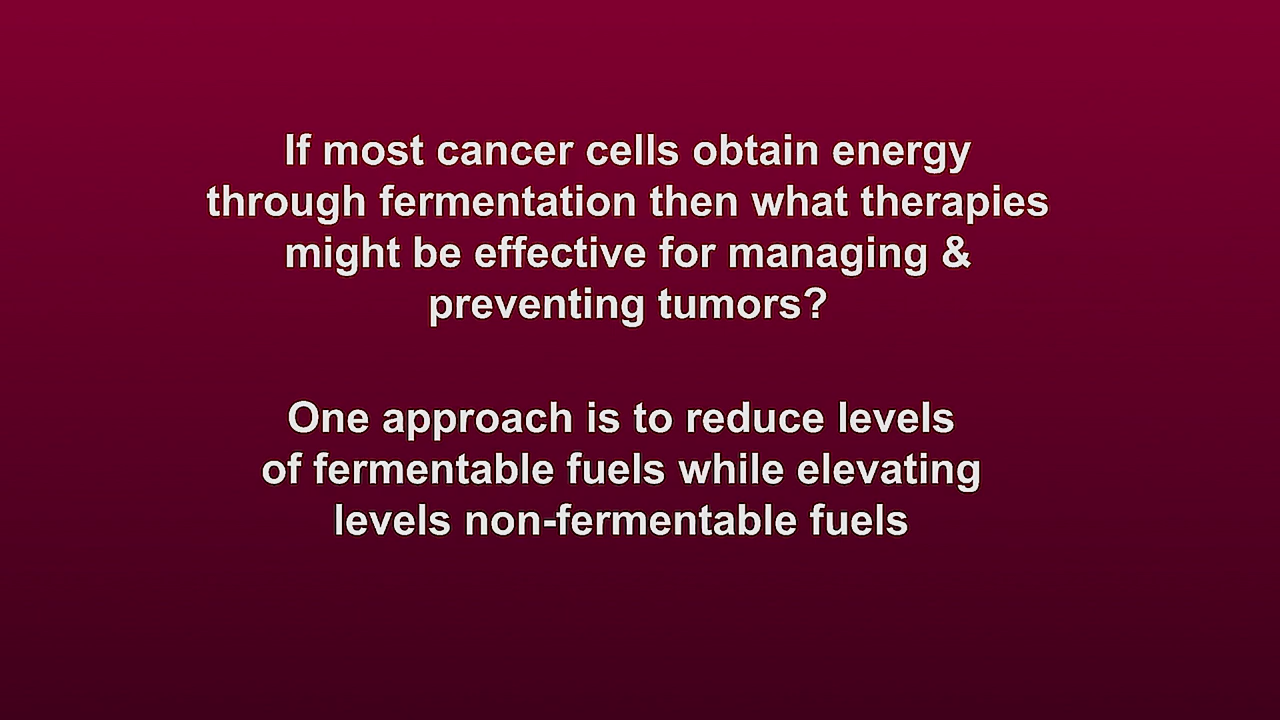 If most cancer cells obtain energy
through fermentation then what therapies
might be effective for managing &
preventing tumors?
One approach is to reduce levels
of fermentable fuels while elevating
levels non-fermentable fuels